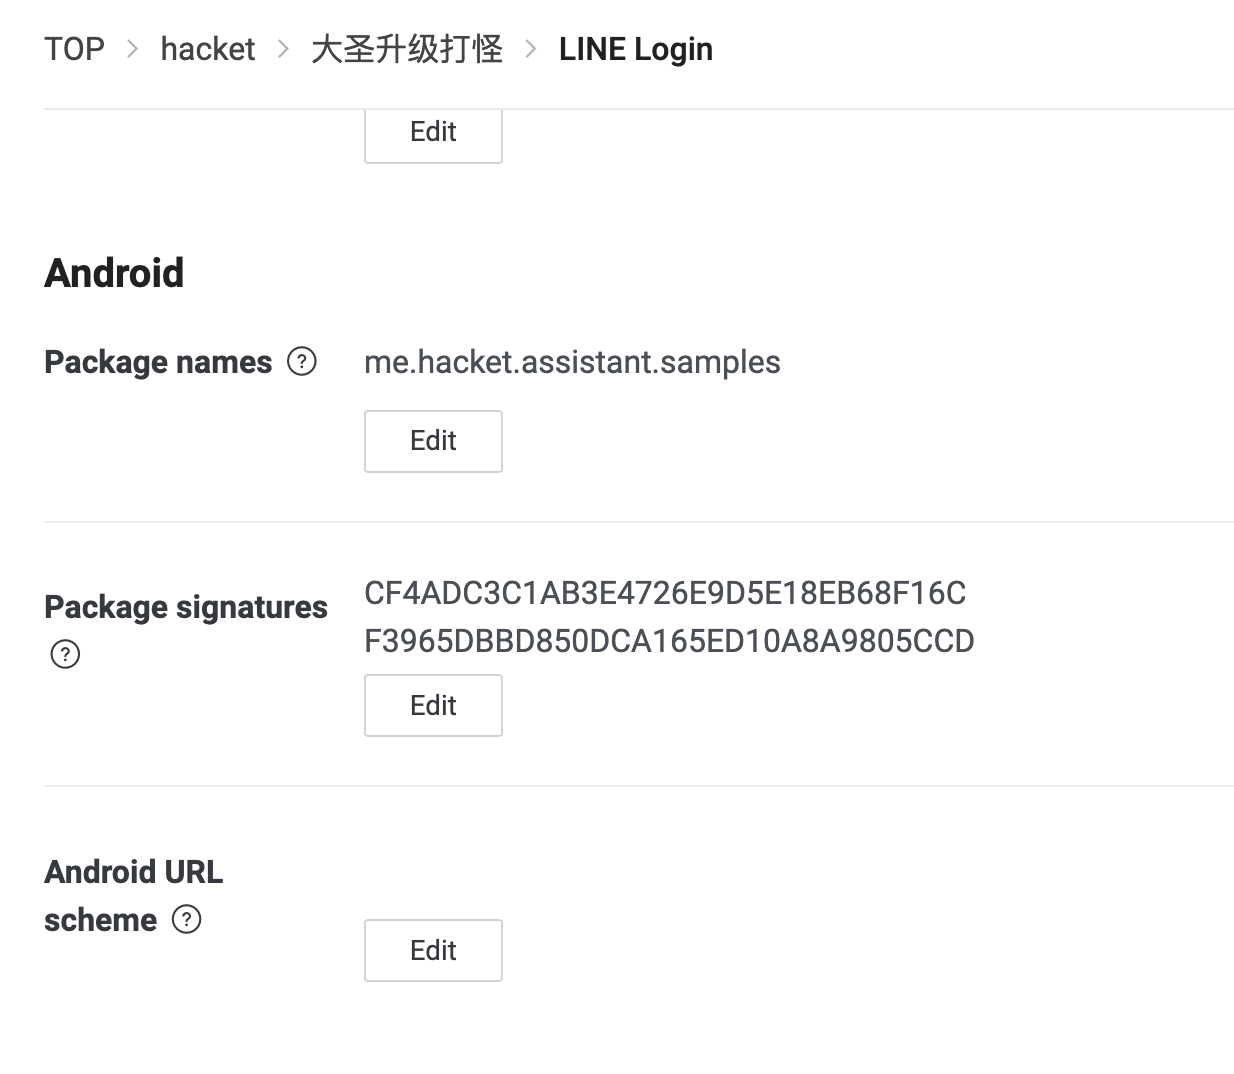 TOP > hacket > 大圣升级打怪 > LINE Login
Edit
Android
Package names ? me.hacket.assistant.samples
Edit
Package signatures
?
CF4ADC3C1AB3E4726E9D5E18EB68F16C
F3965DBBD850DCA165ED10A8A9805CCD
Edit
Android URL
scheme ?
Edit